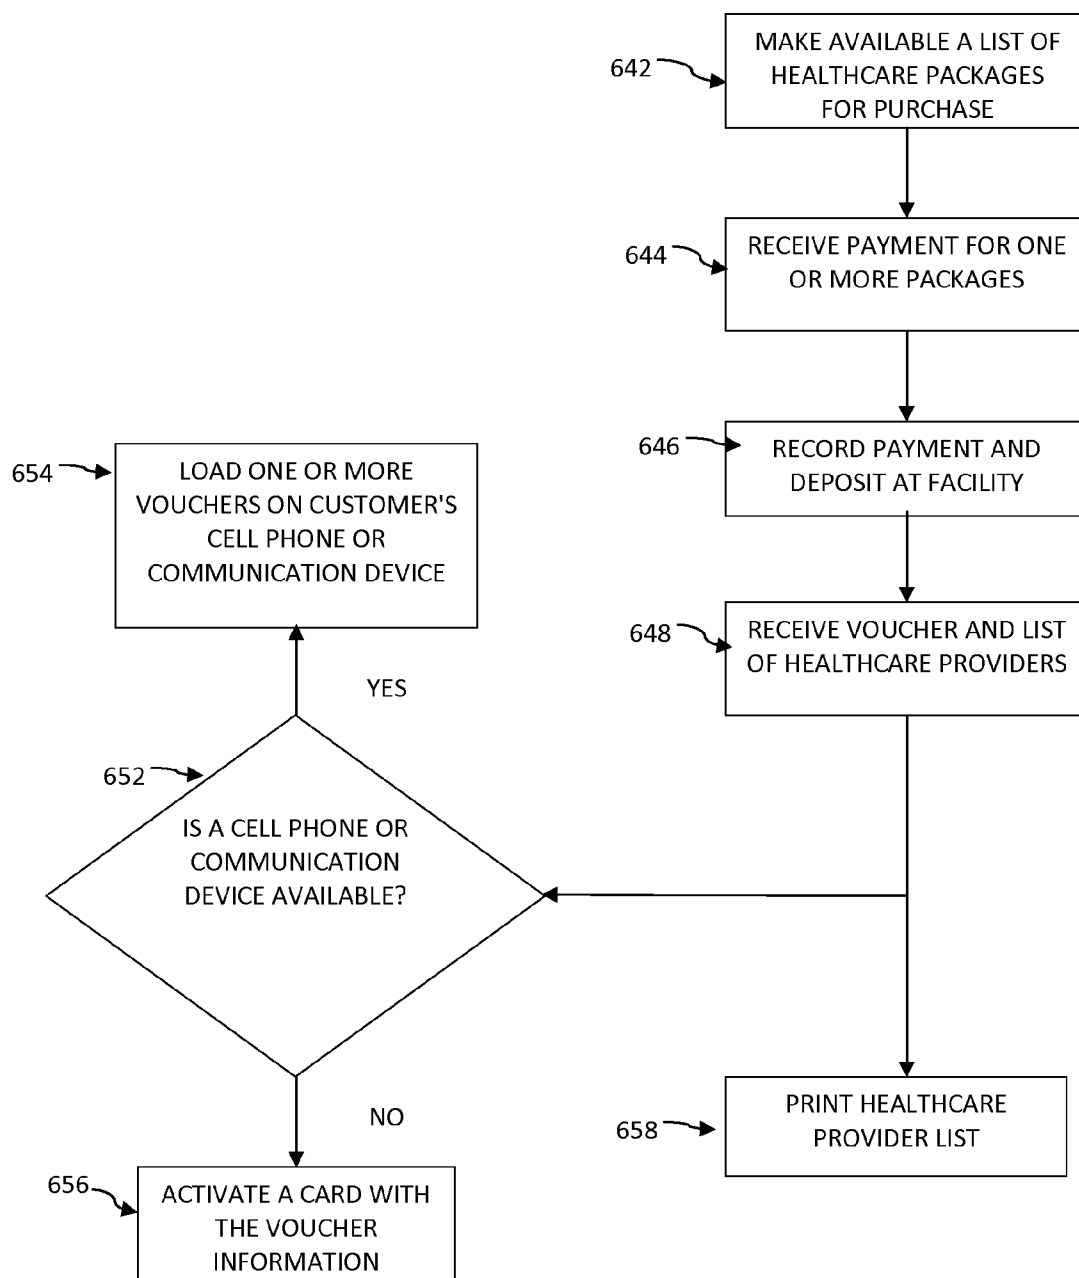 642
MAKE AVAILABLE A LIST OF
HEALTHCARE PACKAGES
FOR PURCHASE
644
RECEIVE PAYMENT FOR ONE
OR MORE PACKAGES
646
RECORD PAYMENT AND
DEPOSIT AT FACILITY
648
RECEIVE VOUCHER AND LIST
OF HEALTHCARE PROVIDERS
654
LOAD ONE OR MORE
VOUCHERS ON CUSTOMER'S
CELL PHONE OR
COMMUNICATION DEVICE
YES
652
IS A CELL PHONE OR
COMMUNICATION
DEVICE AVAILABLE?
NO
656
ACTIVATE A CARD WITH
THE VOUCHER
INFORMATION
658
PRINT HEALTHCARE
PROVIDER LIST